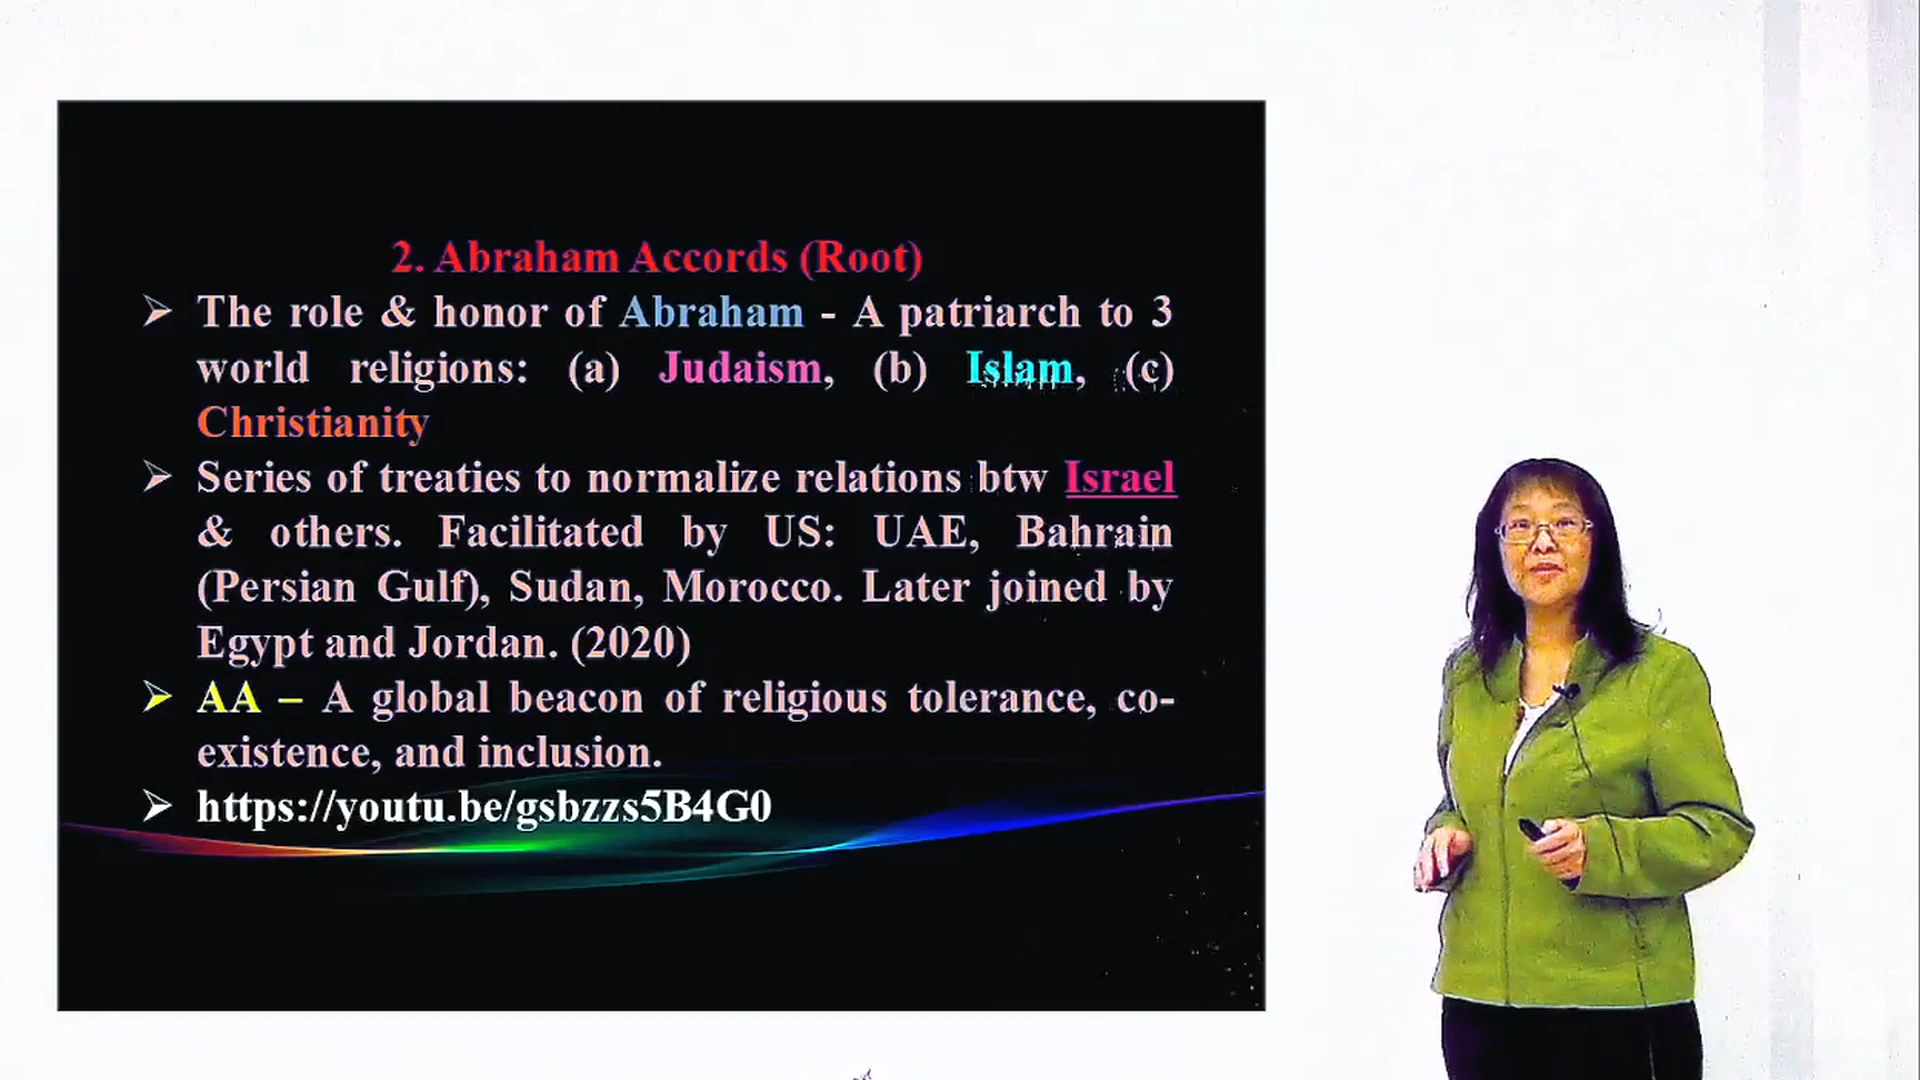 2. Abraham Accords (Root)
➢ The role & honor of Abraham - A patriarch to 3
world religions: (a) Judaism, (b) Islam, (c)
Christianity
➢ Series of treaties to normalize relations btw Israel
& others. Facilitated by US: UAE, Bahrain
(Persian Gulf), Sudan, Morocco. Later joined by
Egypt and Jordan. (2020)
➢ AA – A global beacon of religious tolerance, co-
existence, and inclusion.
➢ https://youtu.be/gsbzzs5B4G0